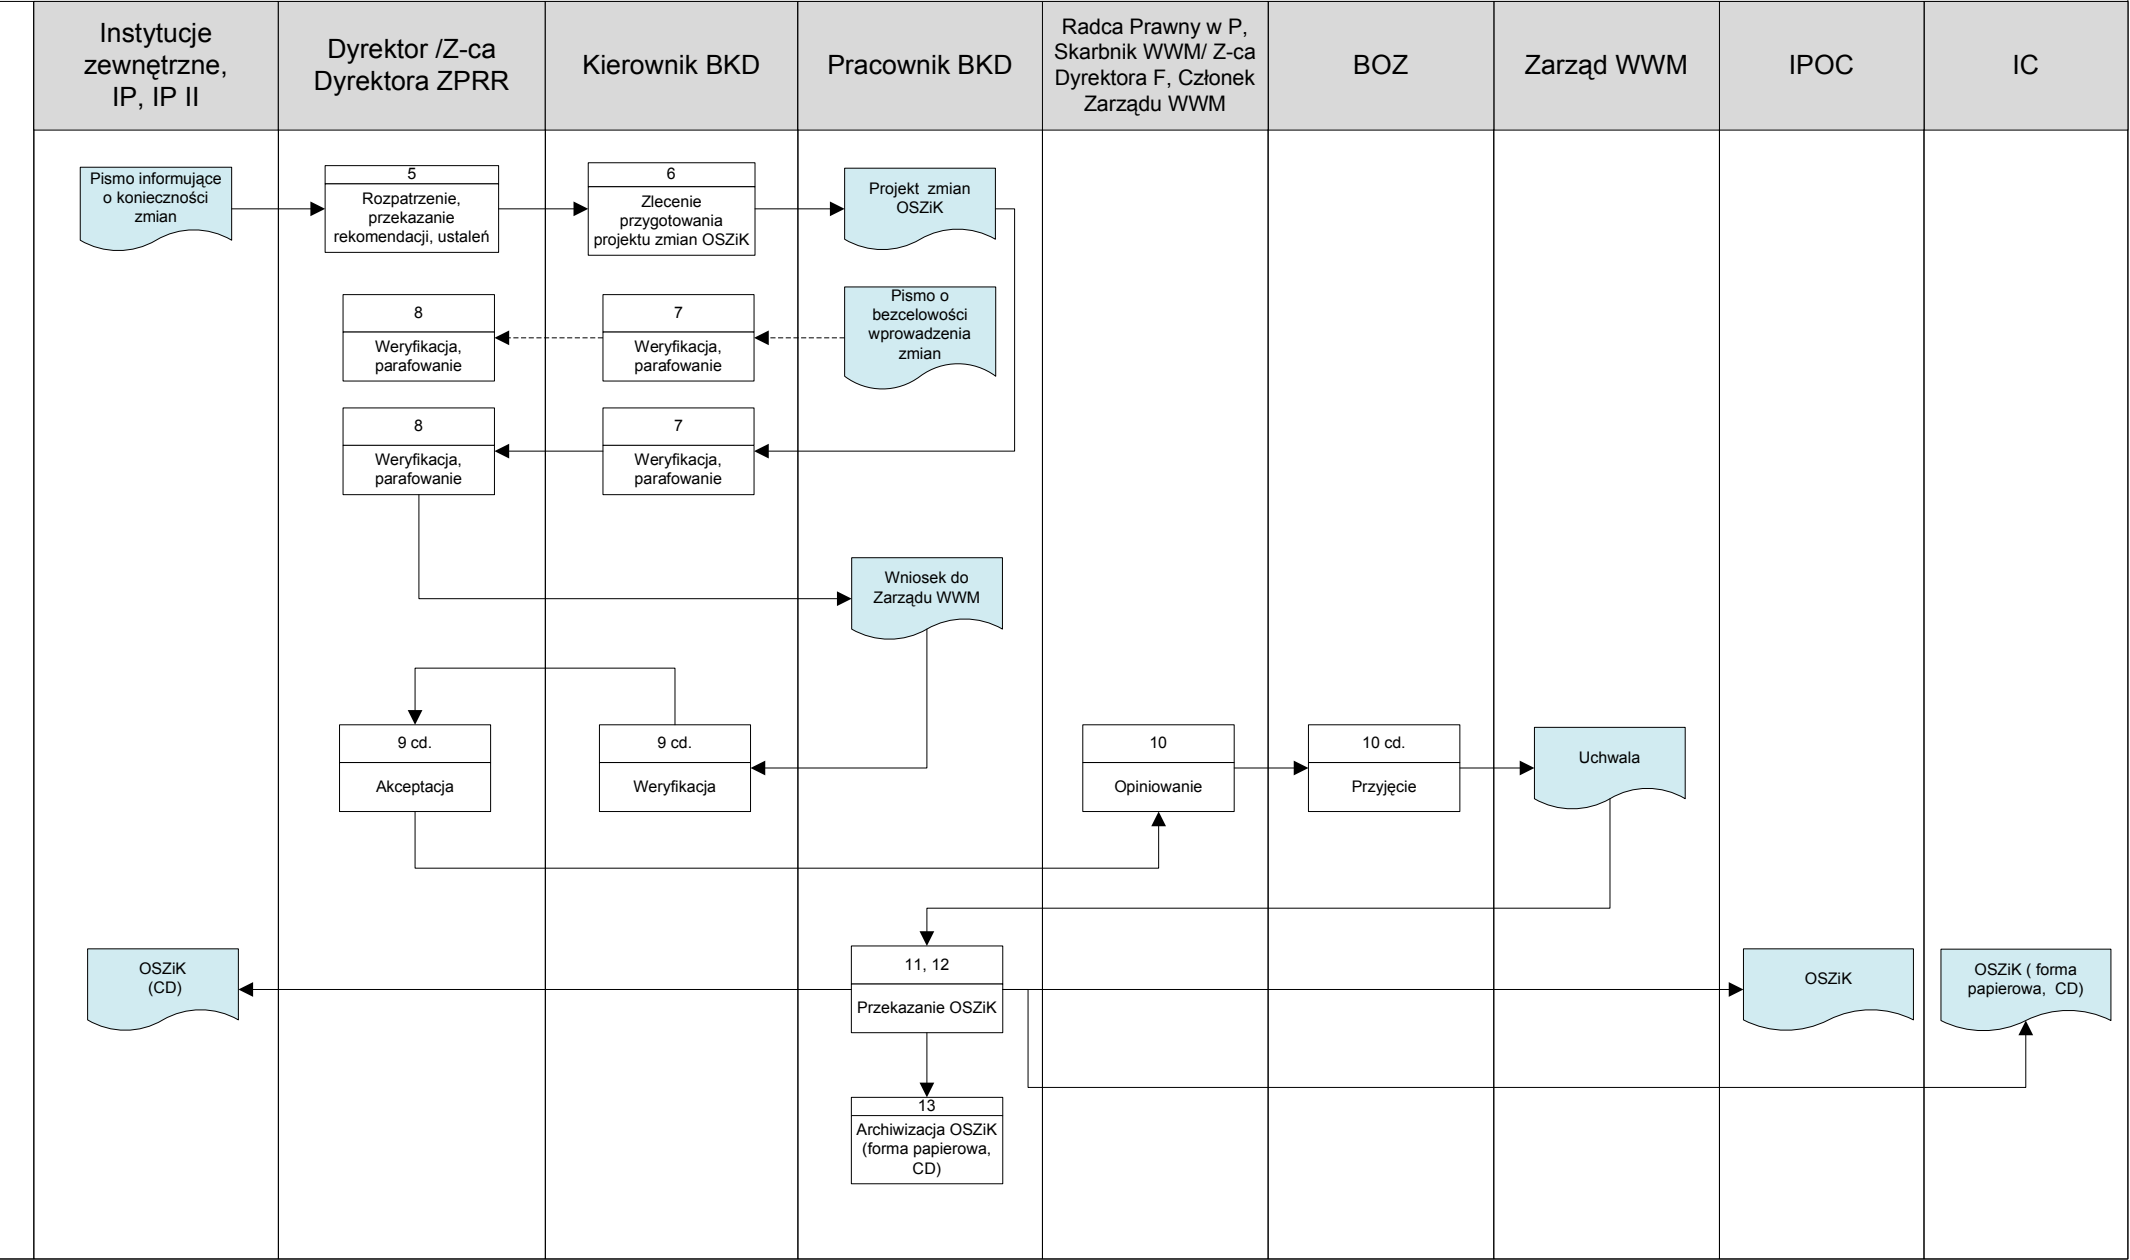 Instytucje
zewnętrzne,
IP, IP II
Dyrektor /Z-ca
Dyrektora ZPRR
Kierownik BKD
Pracownik BKD
Radca Prawny w P,
Skarbnik WWM/ Z-ca
Dyrektora F, Członek
Zarządu WWM
BOZ
Zarząd WWM
IPOC
IC
Pismo informujące
o konieczności
zmian
5
Rozpatrzenie,
przekazanie
rekomendacji, ustaleń
6
Zlecenie
przygotowania
projektu zmian OSZiK
Projekt zmian
OSZiK
8
Weryfikacja,
parafowanie
7
Weryfikacja,
parafowanie
Pismo o
bezcelowości
wprowadzenia
zmian
8
Weryfikacja,
parafowanie
7
Weryfikacja,
parafowanie
Wniosek do
Zarządu WWM
9 cd.
Akceptacja
9 cd.
Weryfikacja
10
Opiniowanie
10 cd.
Przyjęcie
Uchwala
OSZiK
(CD)
11, 12
Przekazanie OSZiK
OSZiK
OSZiK ( forma
papierowa, CD)
13
Archiwizacja OSZiK
(forma papierowa,
CD)